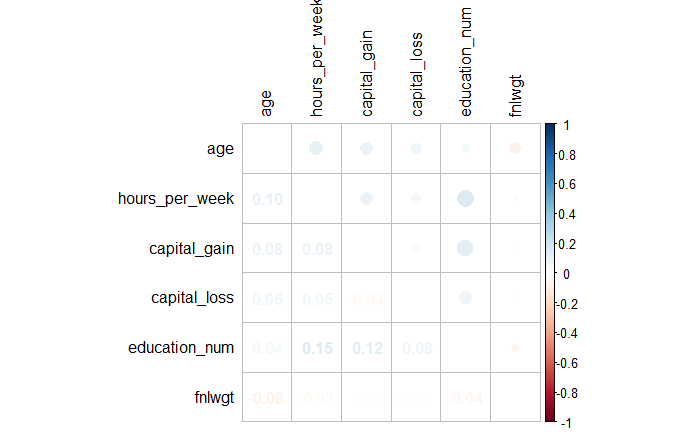 age
hours_per_week
capital_gain
capital_loss
education_num
fnlwgt
age
hours_per_week 0.10
capital_gain 0.08 0.08
capital_loss 0.06 0.05 -0.03
education_num 0.04 0.15 0.12 0.08
fnlwgt -0.08 -0.02 -0.04
1
0.8
0.6
0.4
0.2
0
-0.2
-0.4
-0.6
-0.8
-1